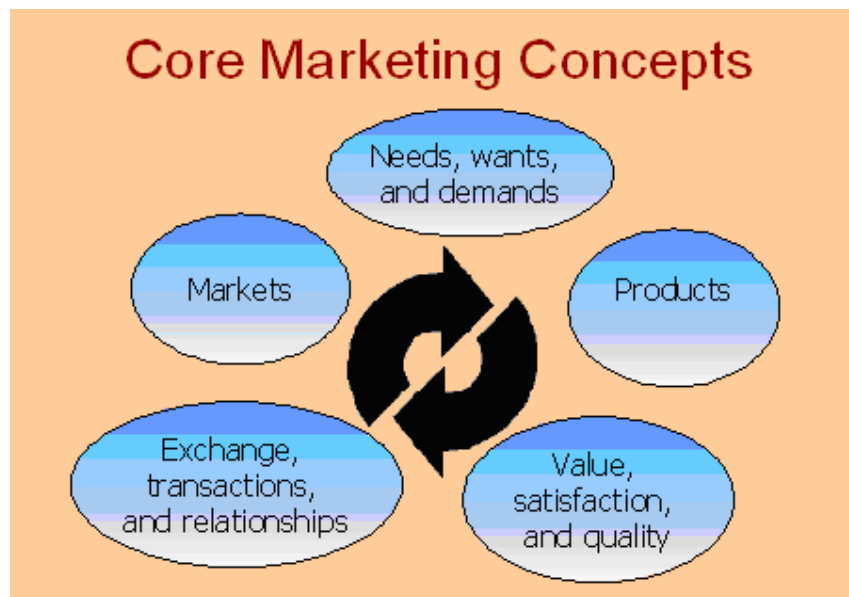 Core Marketing Concepts
Needs, wants,
and demands
Markets
Products
Exchange,
transactions,
and relationships
Value,
satisfaction,
and quality